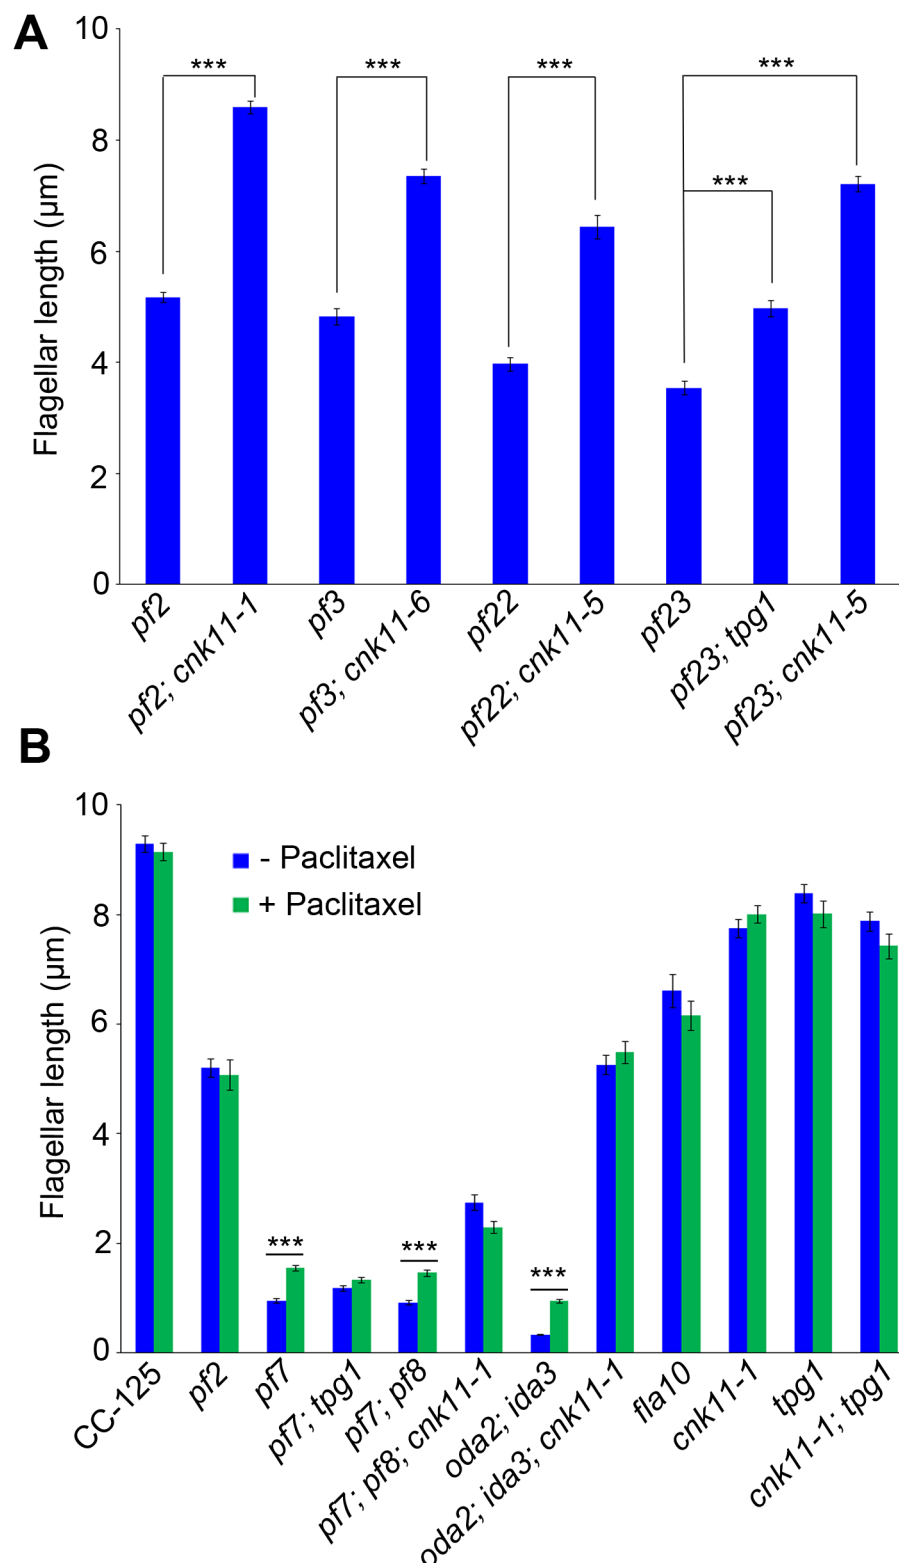 A
10
8
6
4
2
0
Flagellar length (µm)
***
***
***
***
***
pf2
pf2; cnk11-1
pf3
pf3; cnk11-6
pf22
pf22; cnk11-5
pf23
pf23; tpg1
pf23; cnk11-5
B
10
8
6
4
2
0
Flagellar length (µm)
- Paclitaxel
+ Paclitaxel
***
***
***
CC-125
pf2
pf7
pf7; tpg1
pf7; pf8
pf7; pf8; cnk11-1
oda2; ida3
oda2; ida3; cnk11-1
fla10
cnk11-1
tpg1
cnk11-1; tpg1